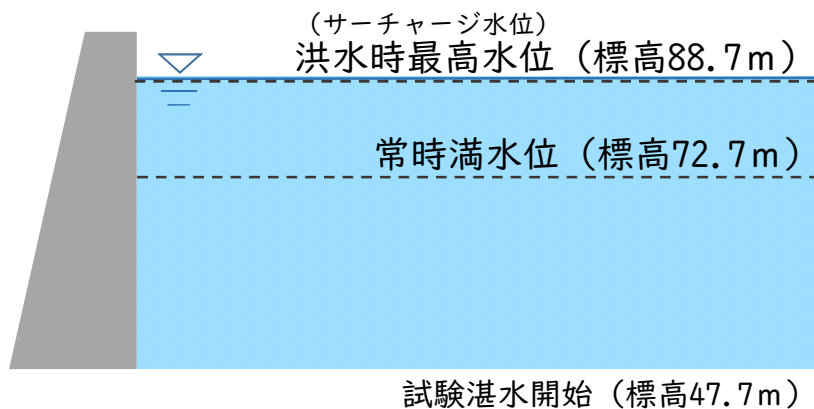 （サーチャージ水位）
洪水時最高水位（標高88.7m）
常時満水位（標高72.7m）
試験湛水開始（標高47.7m）